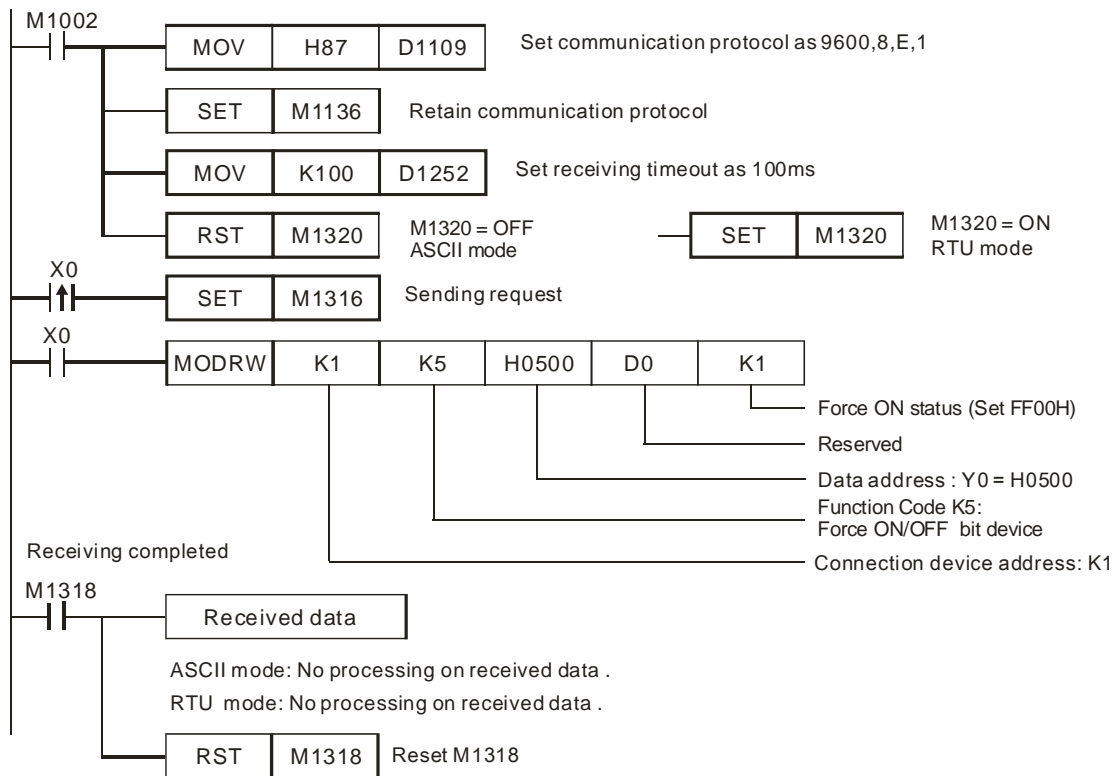 M1002
MOV H87 D1109 Set communication protocol as 9600,8,E,1
SET M1136 Retain communication protocol
MOV K100 D1252 Set receiving timeout as 100ms
RST M1320 M1320 = OFF
ASCII mode
SET M1320 M1320 = ON
RTU mode
X0
SET M1316 Sending request
X0
MODRW K1 K5 H0500 D0 K1
Force ON status (Set FF00H)
Reserved
Data address : Y0 = H0500
Function Code K5:
Force ON/OFF bit device
Connection device address: K1
Receiving completed
M1318
Received data
ASCII mode: No processing on received data .
RTU mode: No processing on received data .
RST M1318 Reset M1318